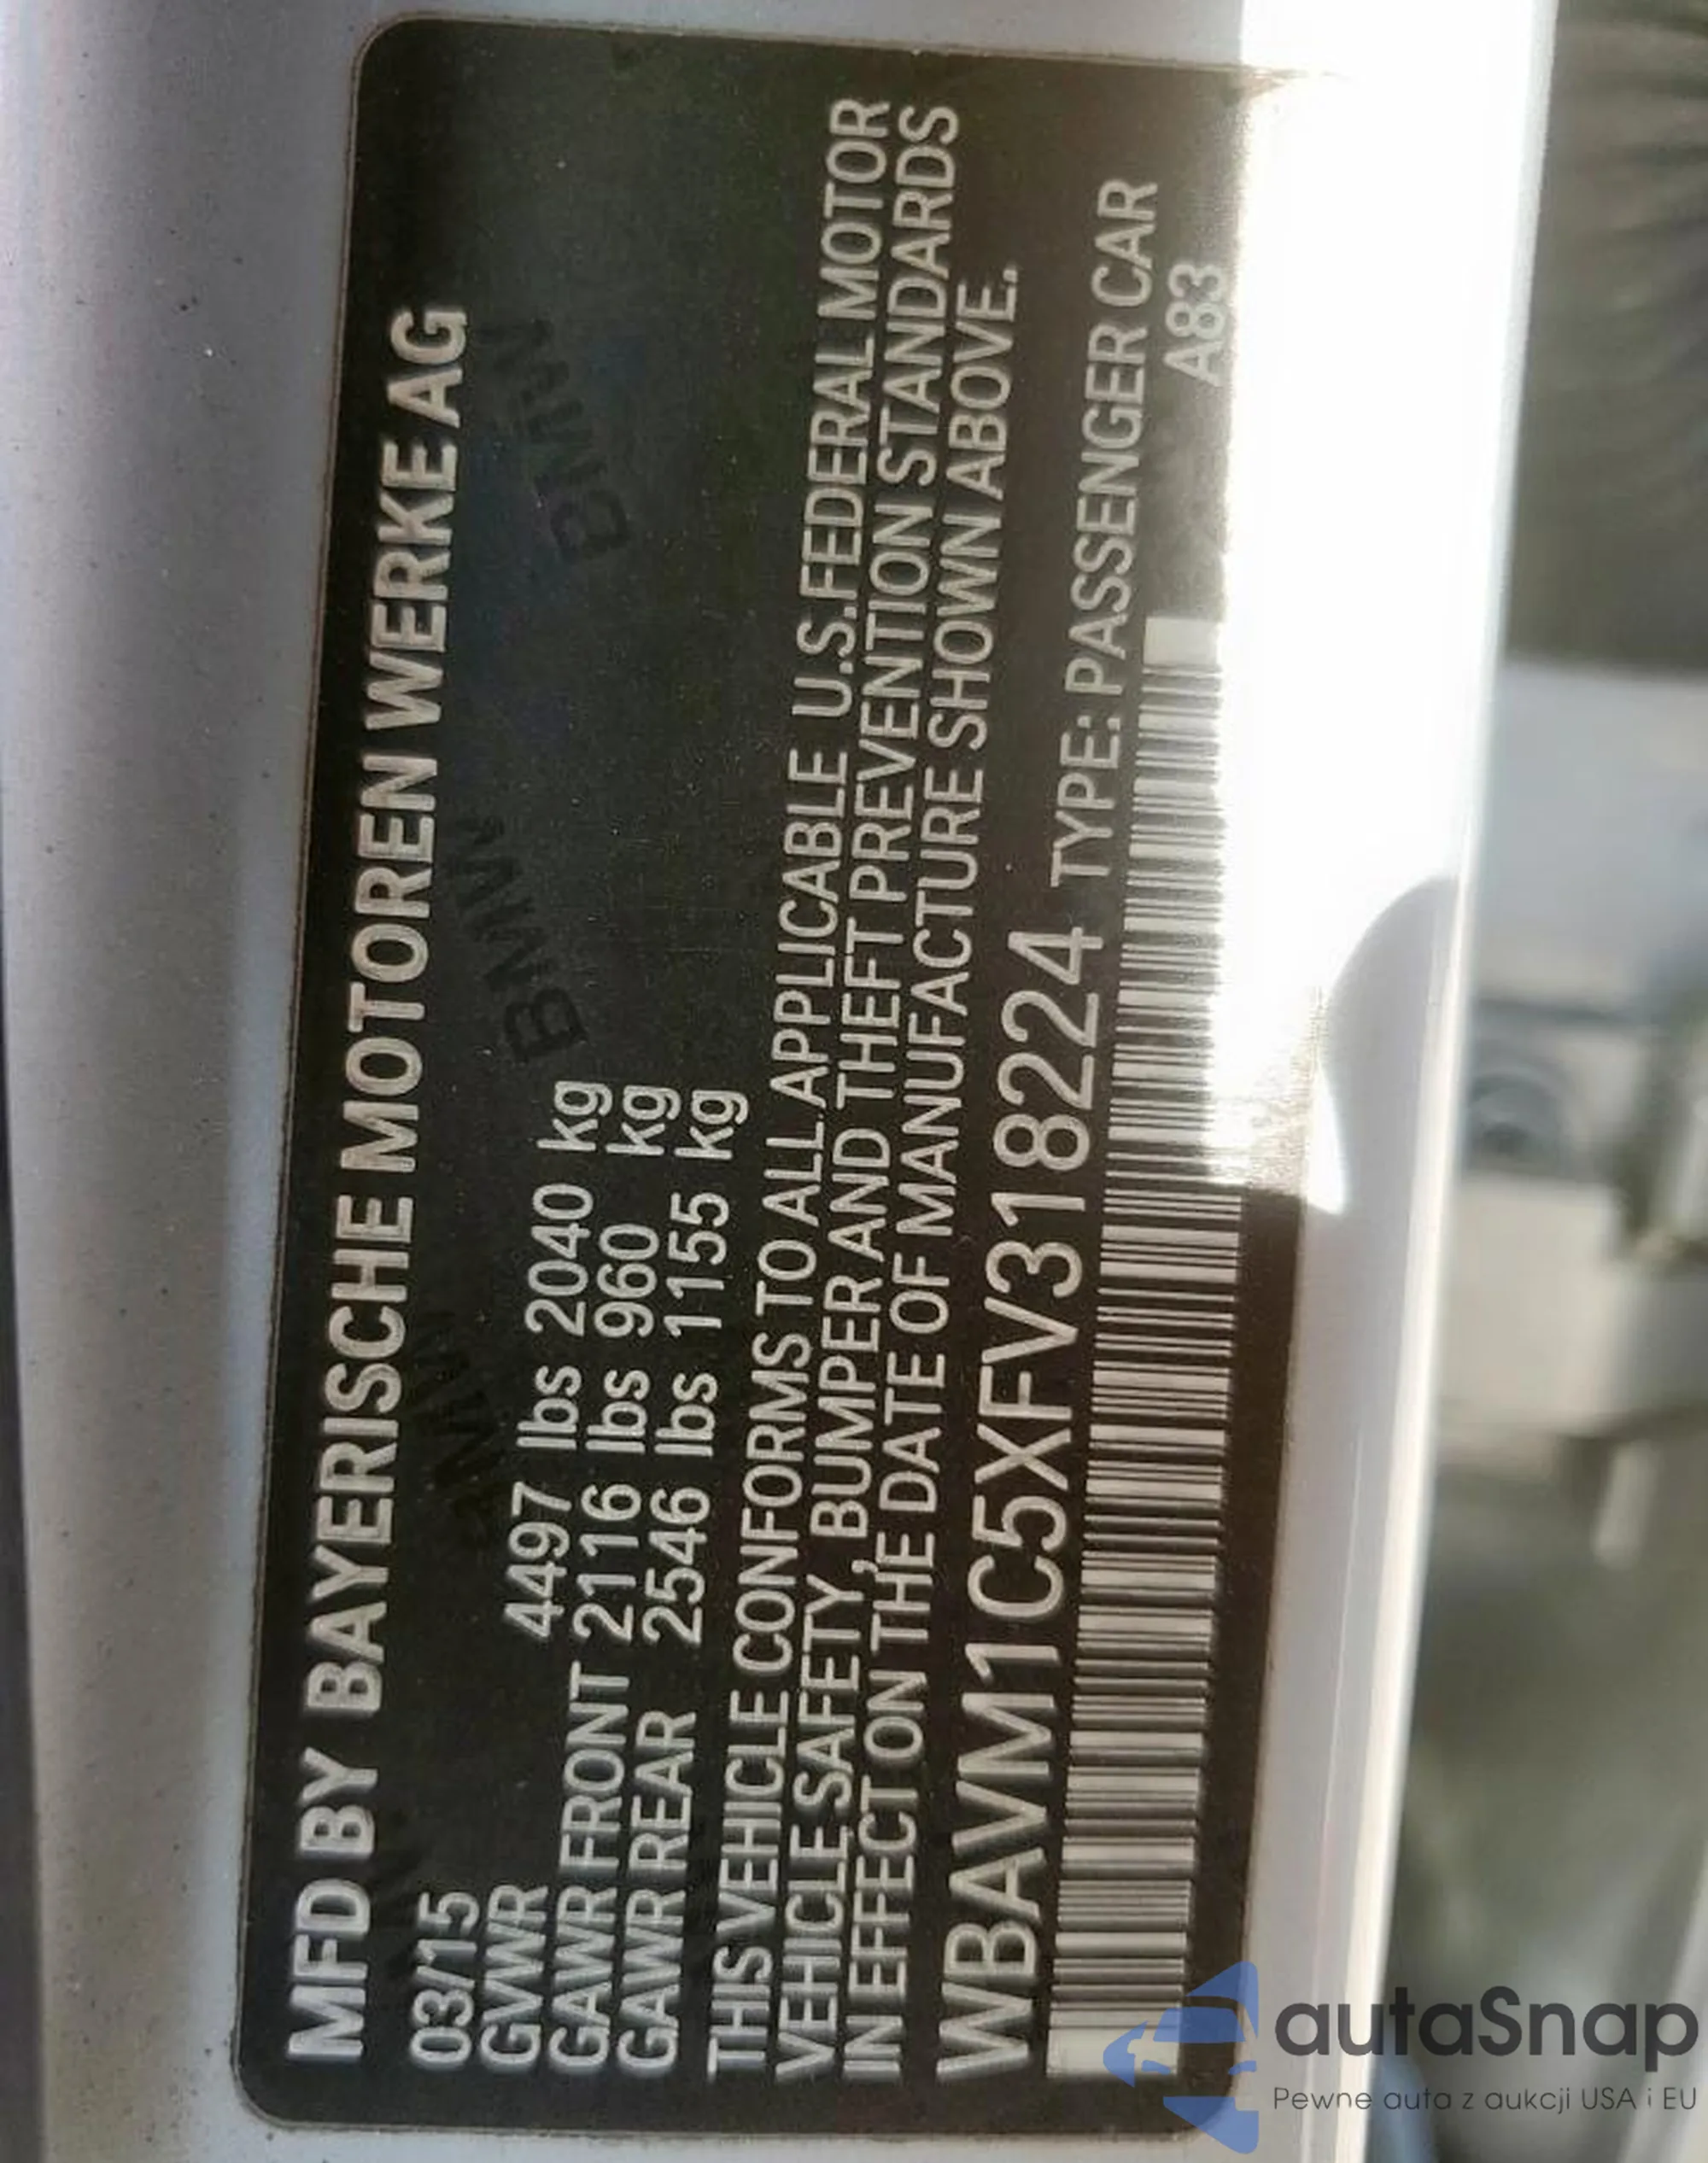 MFD BY BAYERISCHE MOTOREN WERKE AG
03/15
GVWR 4497 lbs 2040 kg
GAWR FRONT 2116 lbs 960 kg
GAWR REAR 2546 lbs 1155 kg
THIS VEHICLE CONFORMS TO ALL APPLICABLE U.S.FEDERAL MOTOR
VEHICLE SAFETY, BUMPER AND THEFT PREVENTION STANDARDS
IN EFFECT ON THE DATE OF MANUFACTURE SHOWN ABOVE.
WBAVM1C5XFV318224 TYPE: PASSENGER CAR
A83
BMW
BMW
BMW
autaSnap
Pewne auta z aukcji USA i EU